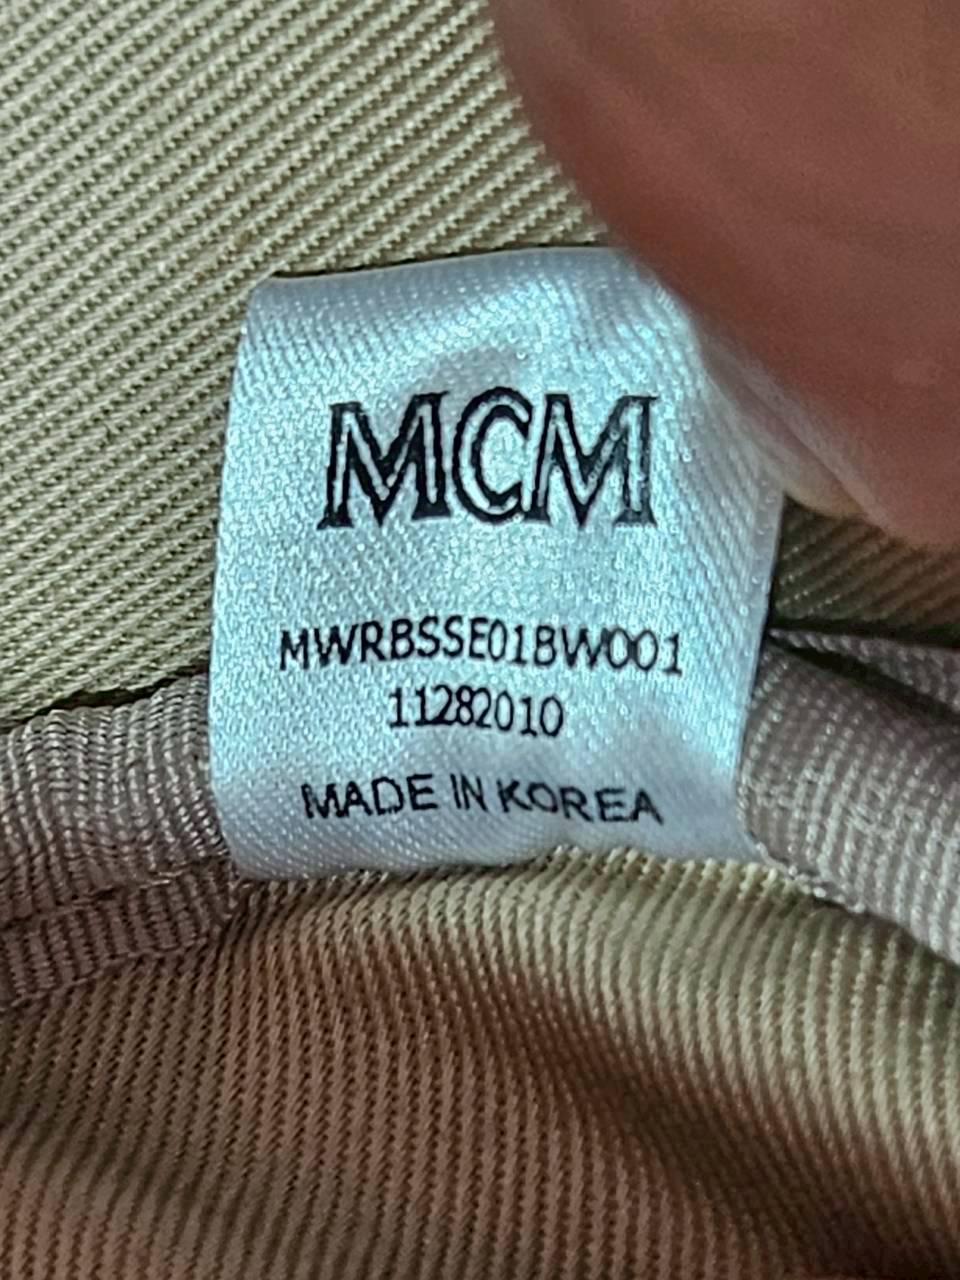 MCM
MWRBSSE01BW001
11282010
MADE IN KOREA